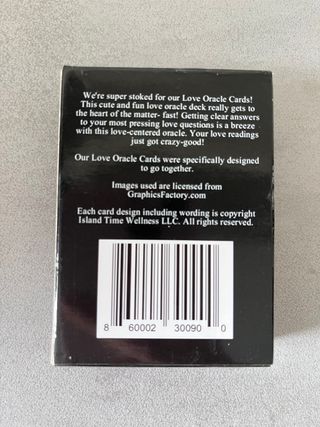 We're super stoked for our Love Oracle Cards!
This cute and fun love oracle deck really gets to
the heart of the matter- fast! Getting clear answers
to your most pressing love questions is a breeze
with this love-centered oracle. Your love readings
just got crazy-good!
Our Love Oracle Cards were specifically designed
to go together.
Images used are licensed from
GraphicsFactory.com
Each card design including wording is copyright
Island Time Wellness LLC. All rights reserved.
8 60002 30090 0